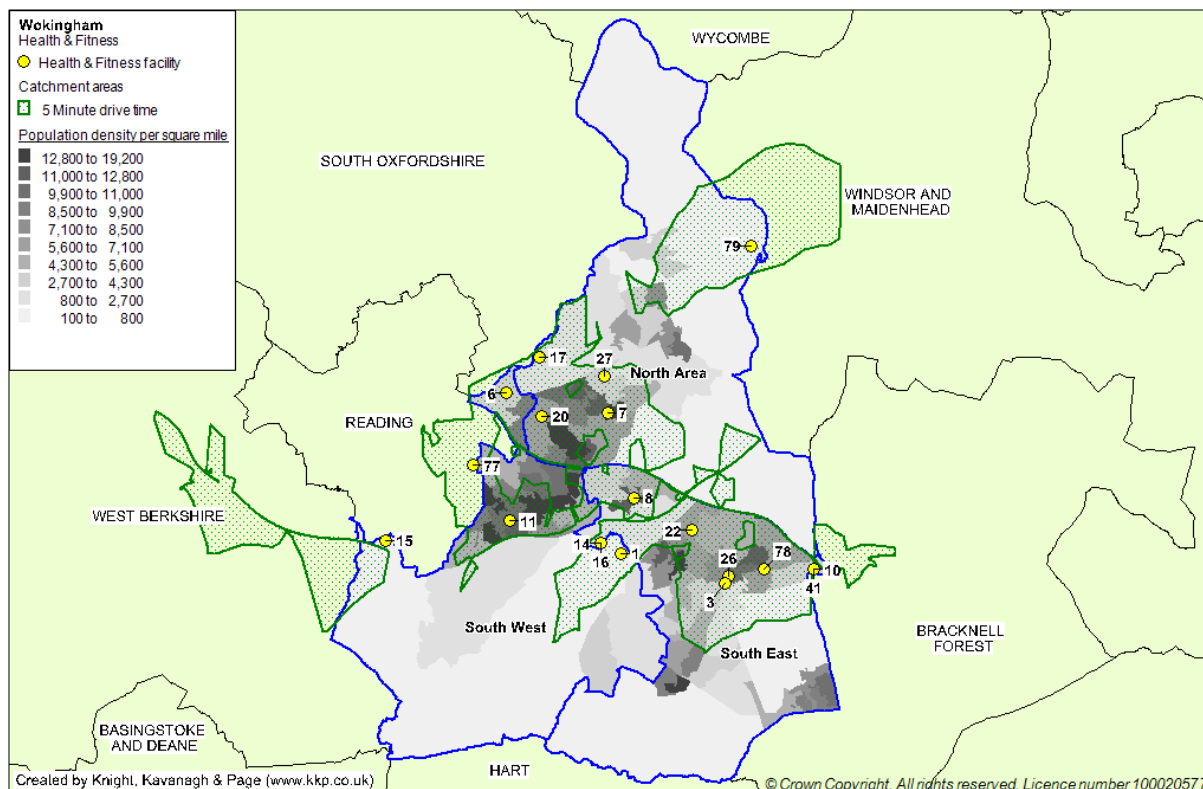 Wokingham
Health & Fitness
Health & Fitness facility
Catchment areas
5 Minute drive time
Population density per square mile
12,800 to 19,200
11,000 to 12,800
9,900 to 11,000
8,500 to 9,900
7,100 to 8,500
5,600 to 7,100
4,300 to 5,600
2,700 to 4,300
800 to 2,700
100 to 800
WYCOMBE
SOUTH OXFORDSHIRE
WINDSOR AND
MAIDENHEAD
79
17
27
North Area
6
READING
20
7
77
8
WEST BERKSHIRE
11
22
15
14
16
1
26
78
10
3
41
South West
South East
BRACKNELL
FOREST
BASINGSTOKE
AND DEANE
HART
Created by Knight, Kavanagh & Page (www.kkp.co.uk)
© Crown Copyright. All rights reserved. Licence number 100020577